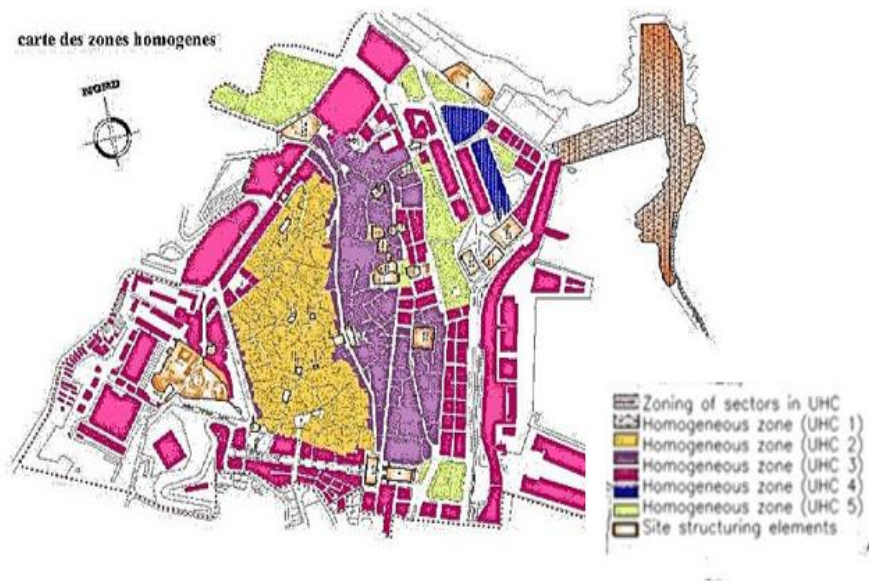 carte des zones homogenes
NORD
Zoning of sectors in UHC
Homogeneous zone (UHC 1)
Homogeneous zone (UHC 2)
Homogeneous zone (UHC 3)
Homogeneous zone (UHC 4)
Homogeneous zone (UHC 5)
Site structuring elements